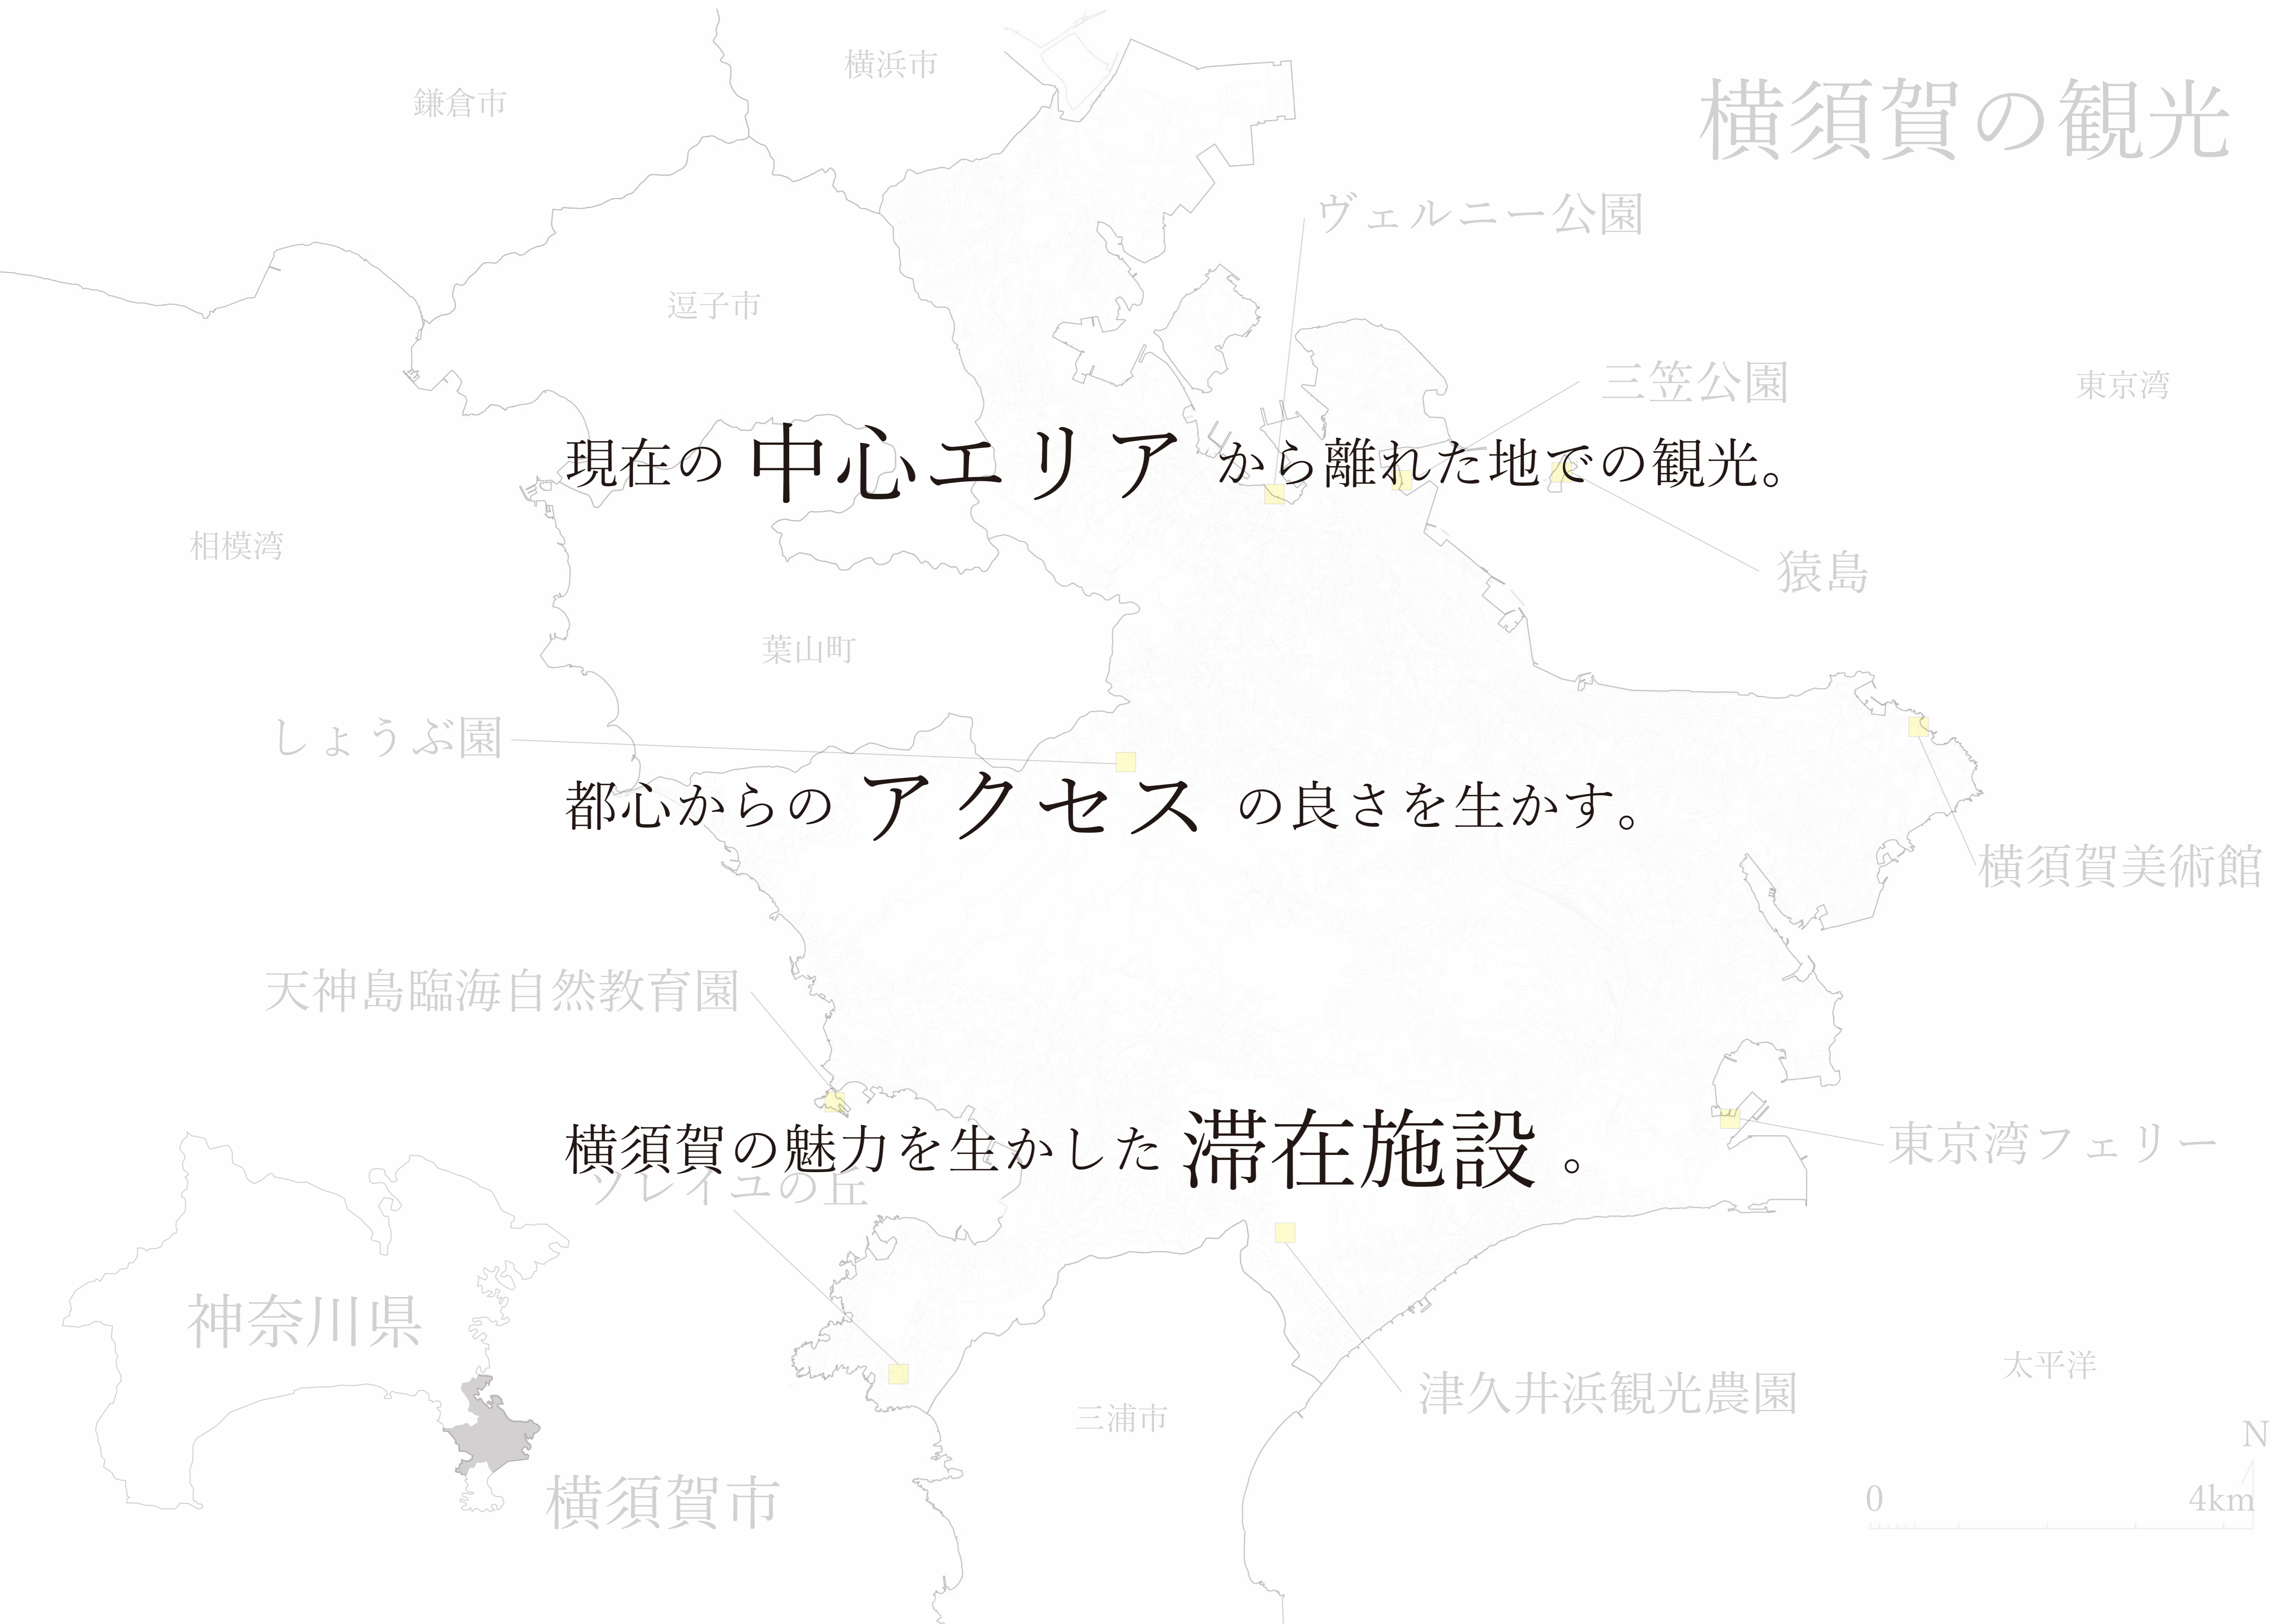 横須賀の観光
横浜市
鎌倉市
ヴェルニー公園
逗子市
三笠公園
東京湾
現在の 中心エリア から離れた地での観光。
相模湾
猿島
葉山町
しょうぶ園
都心からの アクセス の良さを生かす。
横須賀美術館
天神島臨海自然教育園
横須賀の魅力を生かした 滞在施設 。
東京湾フェリー
ソレイユの丘
神奈川県
太平洋
津久井浜観光農園
三浦市
横須賀市
N
0 4km